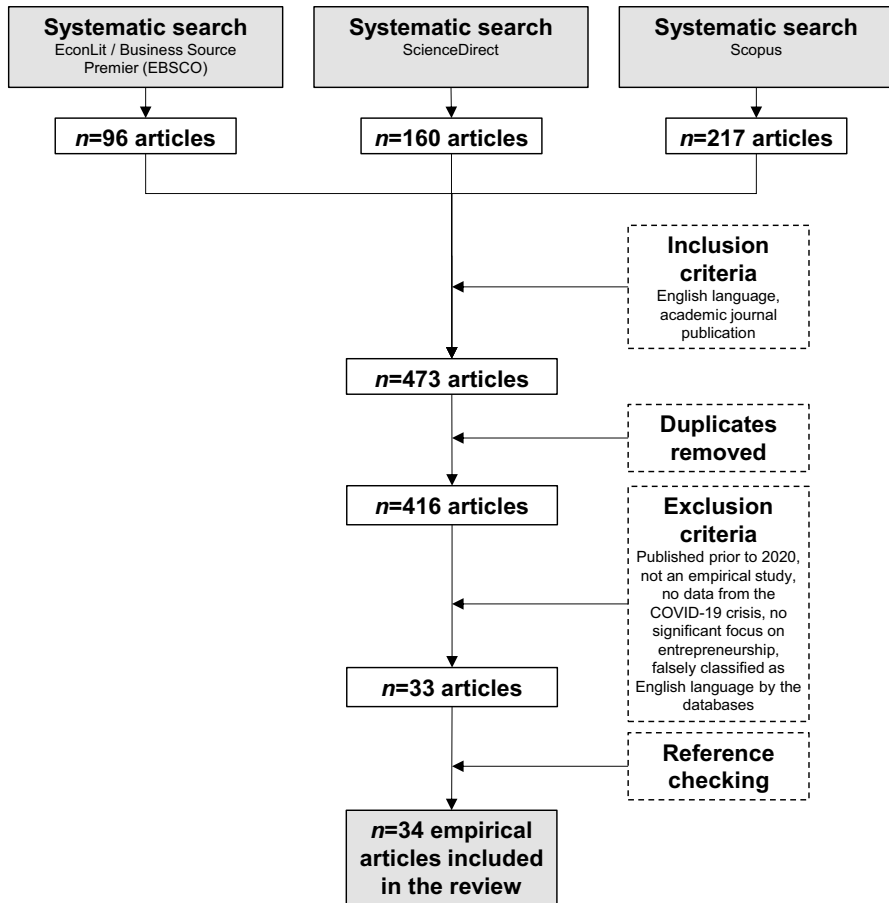 Systematic search
EconLit / Business Source
Premier (EBSCO)
Systematic search
ScienceDirect
Systematic search
Scopus
n=96 articles
n=160 articles
n=217 articles
Inclusion
criteria
English language,
academic journal
publication
n=473 articles
Duplicates
removed
n=416 articles
Exclusion
criteria
Published prior to 2020,
not an empirical study,
no data from the
COVID-19 crisis, no
significant focus on
entrepreneurship,
falsely classified as
English language by the
databases
n=33 articles
Reference
checking
n=34 empirical
articles included
in the review